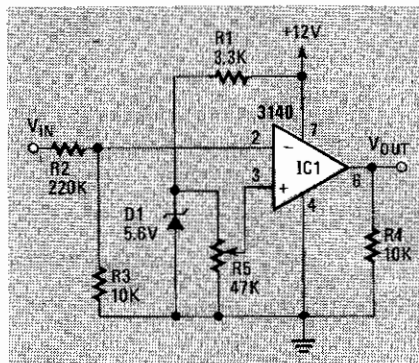 +12V
R1
3.3K
3140
VIN
2
7
VOUT
R2
220K
−
IC1
3
+
6
4
D1
5.6V
R5
47K
R4
10K
R3
10K